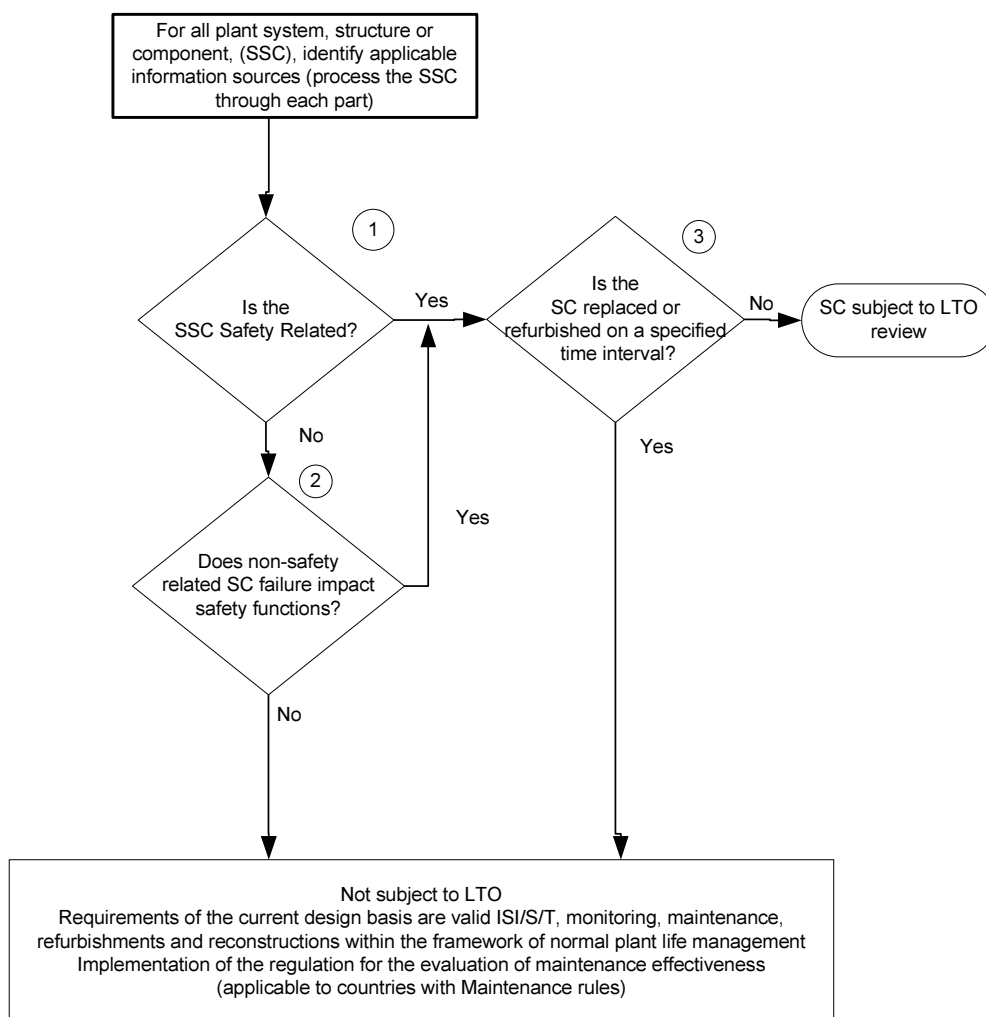 For all plant system, structure or
component, (SSC), identify applicable
information sources (process the SSC
through each part)
1
Is the
SSC Safety Related?
Yes
3
Is the
SC replaced or
refurbished on a specified
time interval?
No
SC subject to LTO
review
No
Yes
2
Does non-safety
related SC failure impact
safety functions?
Yes
No
Not subject to LTO
Requirements of the current design basis are valid ISI/S/T, monitoring, maintenance,
refurbishments and reconstructions within the framework of normal plant life management
Implementation of the regulation for the evaluation of maintenance effectiveness
(applicable to countries with Maintenance rules)